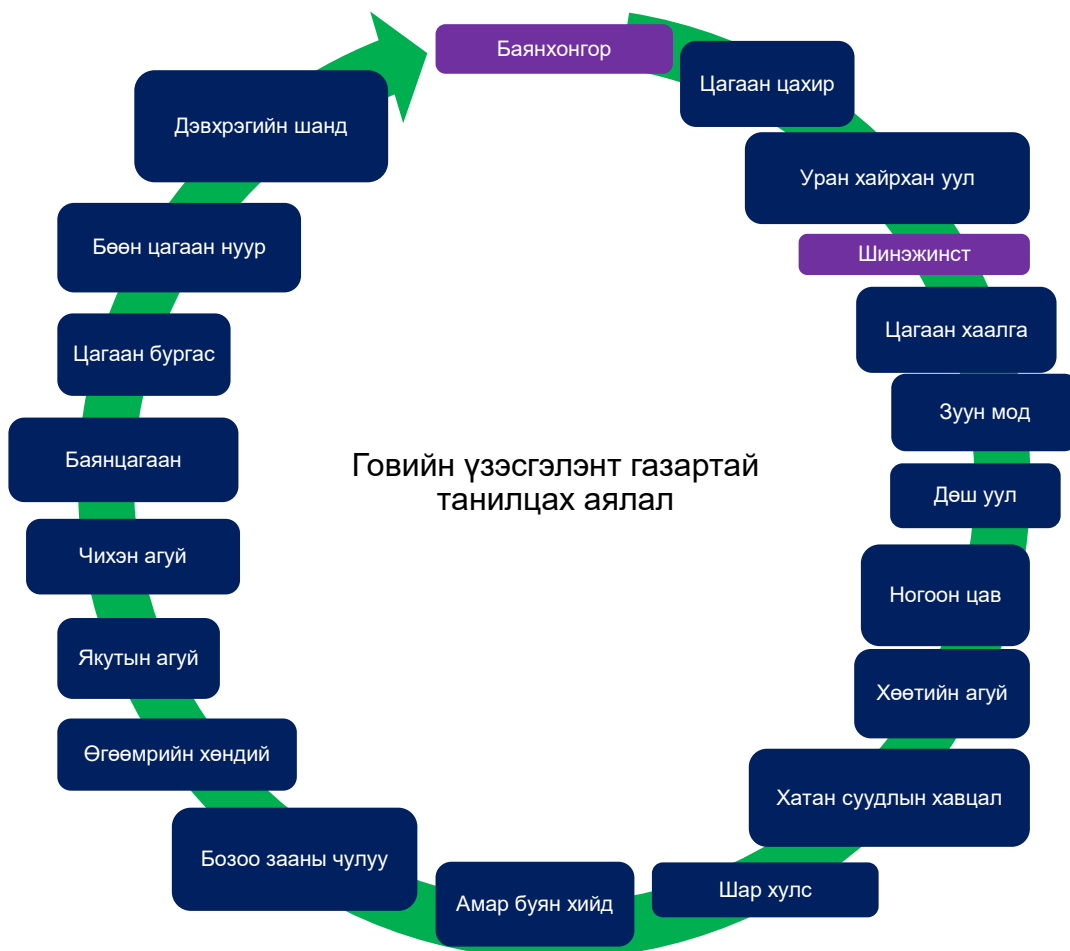 Баянхонгор
Цагаан цахир
Уран хайрхан уул
Шинэжинст
Цагаан хаалга
Зуун мод
Дөш уул
Ногоон цав
Хөөтийн агуй
Хатан суудлын хавцал
Шар хулс
Амар буян хийд
Бозоо зааны чулуу
Өгөөмрийн хөндий
Якутын агуй
Чихэн агуй
Баянцагаан
Цагаан бургас
Бөөн цагаан нуур
Дэвхрэгийн шанд
Говийн үзэсгэлэнт газартай
танилцах аялал